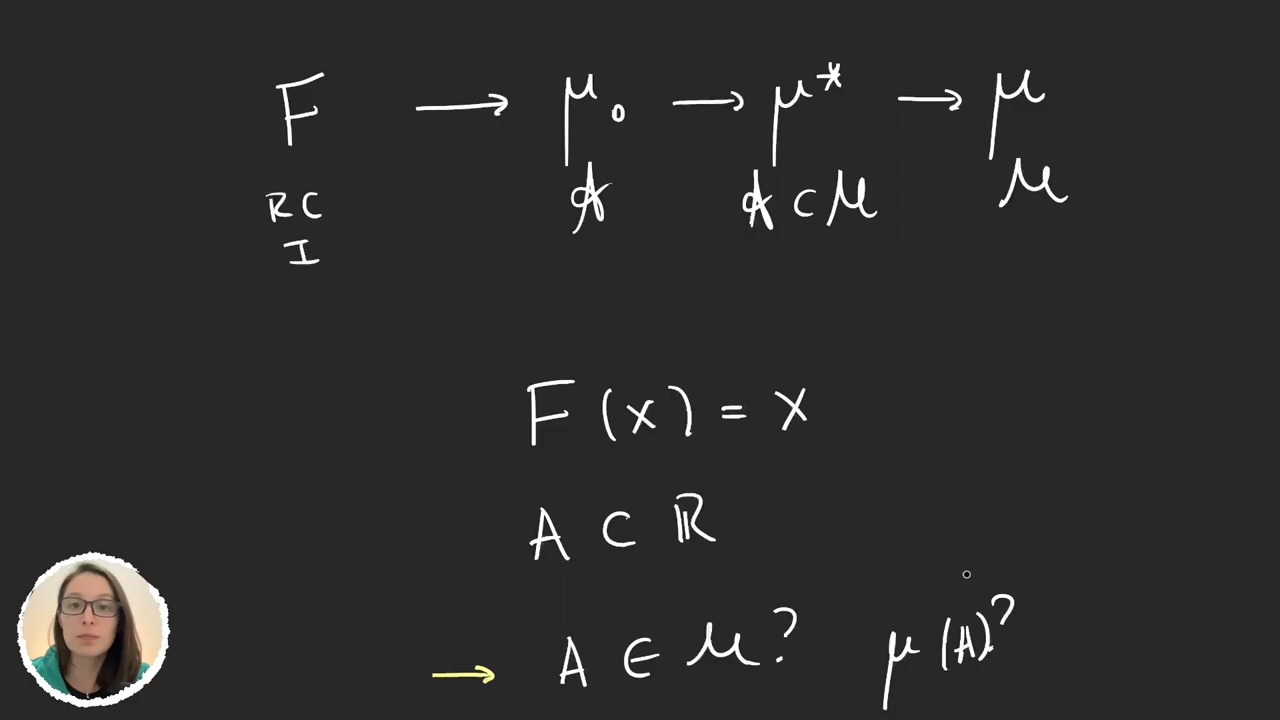 F → μ₀ → μ* → μ
RC 𝒜 𝒜 ⊂ ℳ ℳ
I
F(x) = x
A ⊂ ℝ
→ A ∈ ℳ? μ(A)?